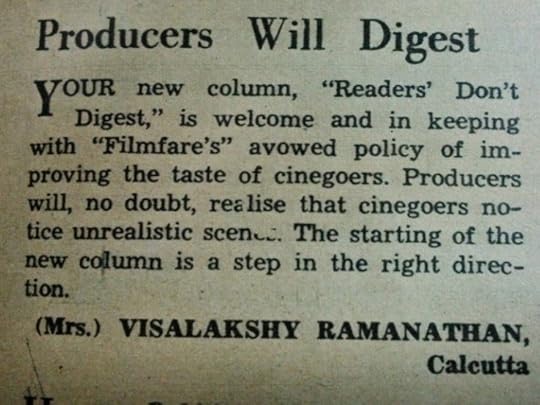 Producers Will Digest
YOUR new column, "Readers' Don't
Digest," is welcome and in keeping
with "Filmfare's" avowed policy of im-
proving the taste of cinegoers. Producers
will, no doubt, realise that cinegoers no-
tice unrealistic The starting of the
new column is a step in the right direc-
tion.
(Mrs.) VISALAKSHY RAMANATHAN,
Calcutta